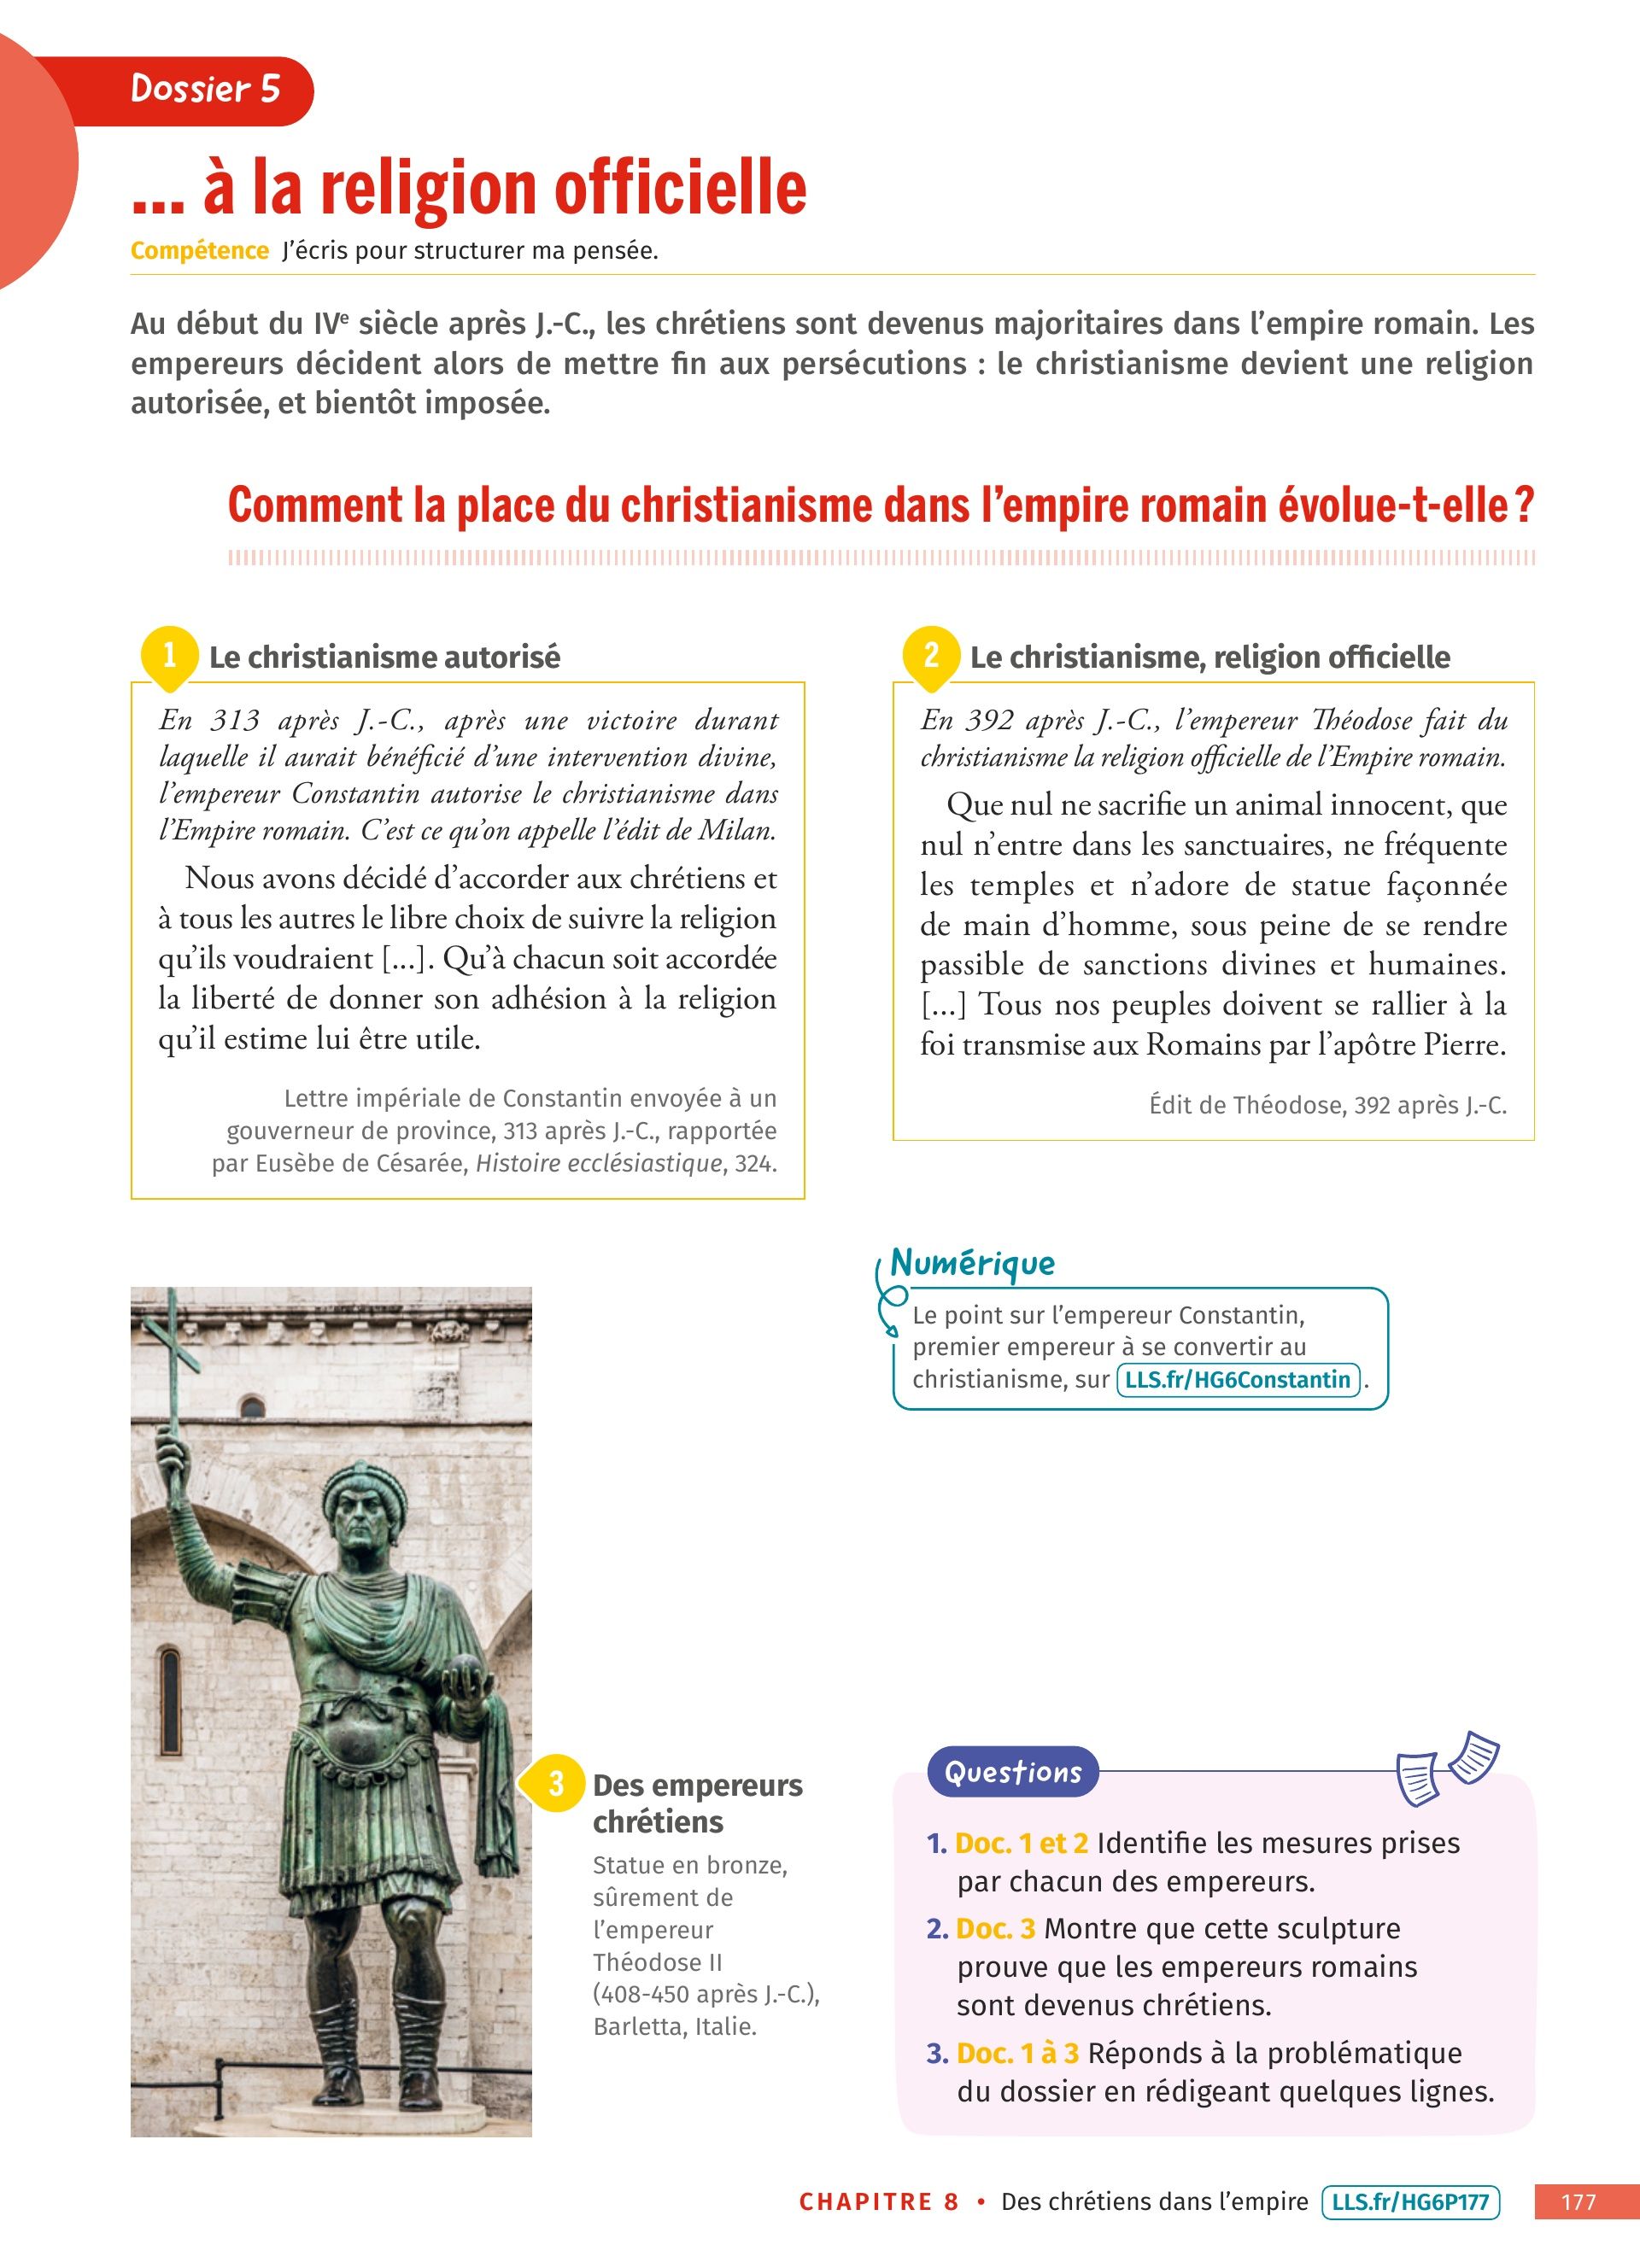 Dossier 5
... à la religion officielle
Compétence J'écris pour structurer ma pensée.
Au début du IVe siècle après J.-C., les chrétiens sont devenus majoritaires dans l'empire romain. Les
empereurs décident alors de mettre fin aux persécutions : le christianisme devient une religion
autorisée, et bientôt imposée.
Comment la place du christianisme dans l'empire romain évolue-t-elle ?
1 Le christianisme autorisé
En 313 après J.-C., après une victoire durant
laquelle il aurait bénéficié d'une intervention divine,
l'empereur Constantin autorise le christianisme dans
l'Empire romain. C'est ce qu'on appelle l'édit de Milan.
Nous avons décidé d'accorder aux chrétiens et
à tous les autres le libre choix de suivre la religion
qu'ils voudraient [...]. Qu'à chacun soit accordée
la liberté de donner son adhésion à la religion
qu'il estime lui être utile.
Lettre impériale de Constantin envoyée à un
gouverneur de province, 313 après J.-C., rapportée
par Eusèbe de Césarée, Histoire ecclésiastique, 324.
2 Le christianisme, religion officielle
En 392 après J.-C., l'empereur Théodose fait du
christianisme la religion officielle de l'Empire romain.
Que nul ne sacrifie un animal innocent, que
nul n'entre dans les sanctuaires, ne fréquente
les temples et n'adore de statue façonnée
de main d'homme, sous peine de se rendre
passible de sanctions divines et humaines.
[...] Tous nos peuples doivent se rallier à la
foi transmise aux Romains par l'apôtre Pierre.
Édit de Théodose, 392 après J.-C.
Numérique
Le point sur l'empereur Constantin,
premier empereur à se convertir au
christianisme, sur LLS.fr/HG6Constantin .
3 Des empereurs
chrétiens
Statue en bronze,
sûrement de
l'empereur
Théodose II
(408-450 après J.-C.),
Barletta, Italie.
Questions
1. Doc. 1 et 2 Identifie les mesures prises
par chacun des empereurs.
2. Doc. 3 Montre que cette sculpture
prouve que les empereurs romains
sont devenus chrétiens.
3. Doc. 1 à 3 Réponds à la problématique
du dossier en rédigeant quelques lignes.
CHAPITRE 8 • Des chrétiens dans l'empire LLS.fr/HG6P177 177